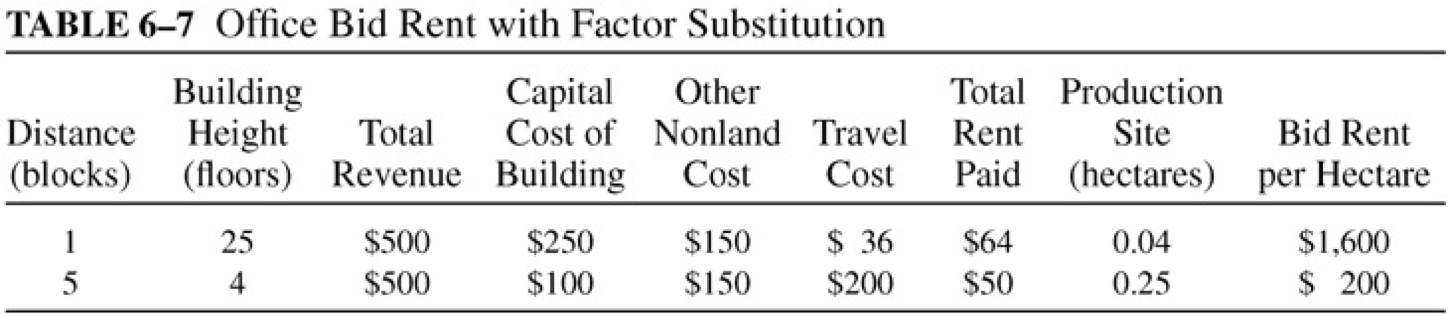 TABLE 6–7 Office Bid Rent with Factor Substitution
Building Capital Other Total Production
Distance Height Total Cost of Nonland Travel Rent Site Bid Rent
(blocks) (floors) Revenue Building Cost Cost Paid (hectares) per Hectare
1 25 $500 $250 $150 $ 36 $64 0.04 $1,600
5 4 $500 $100 $150 $200 $50 0.25 $ 200